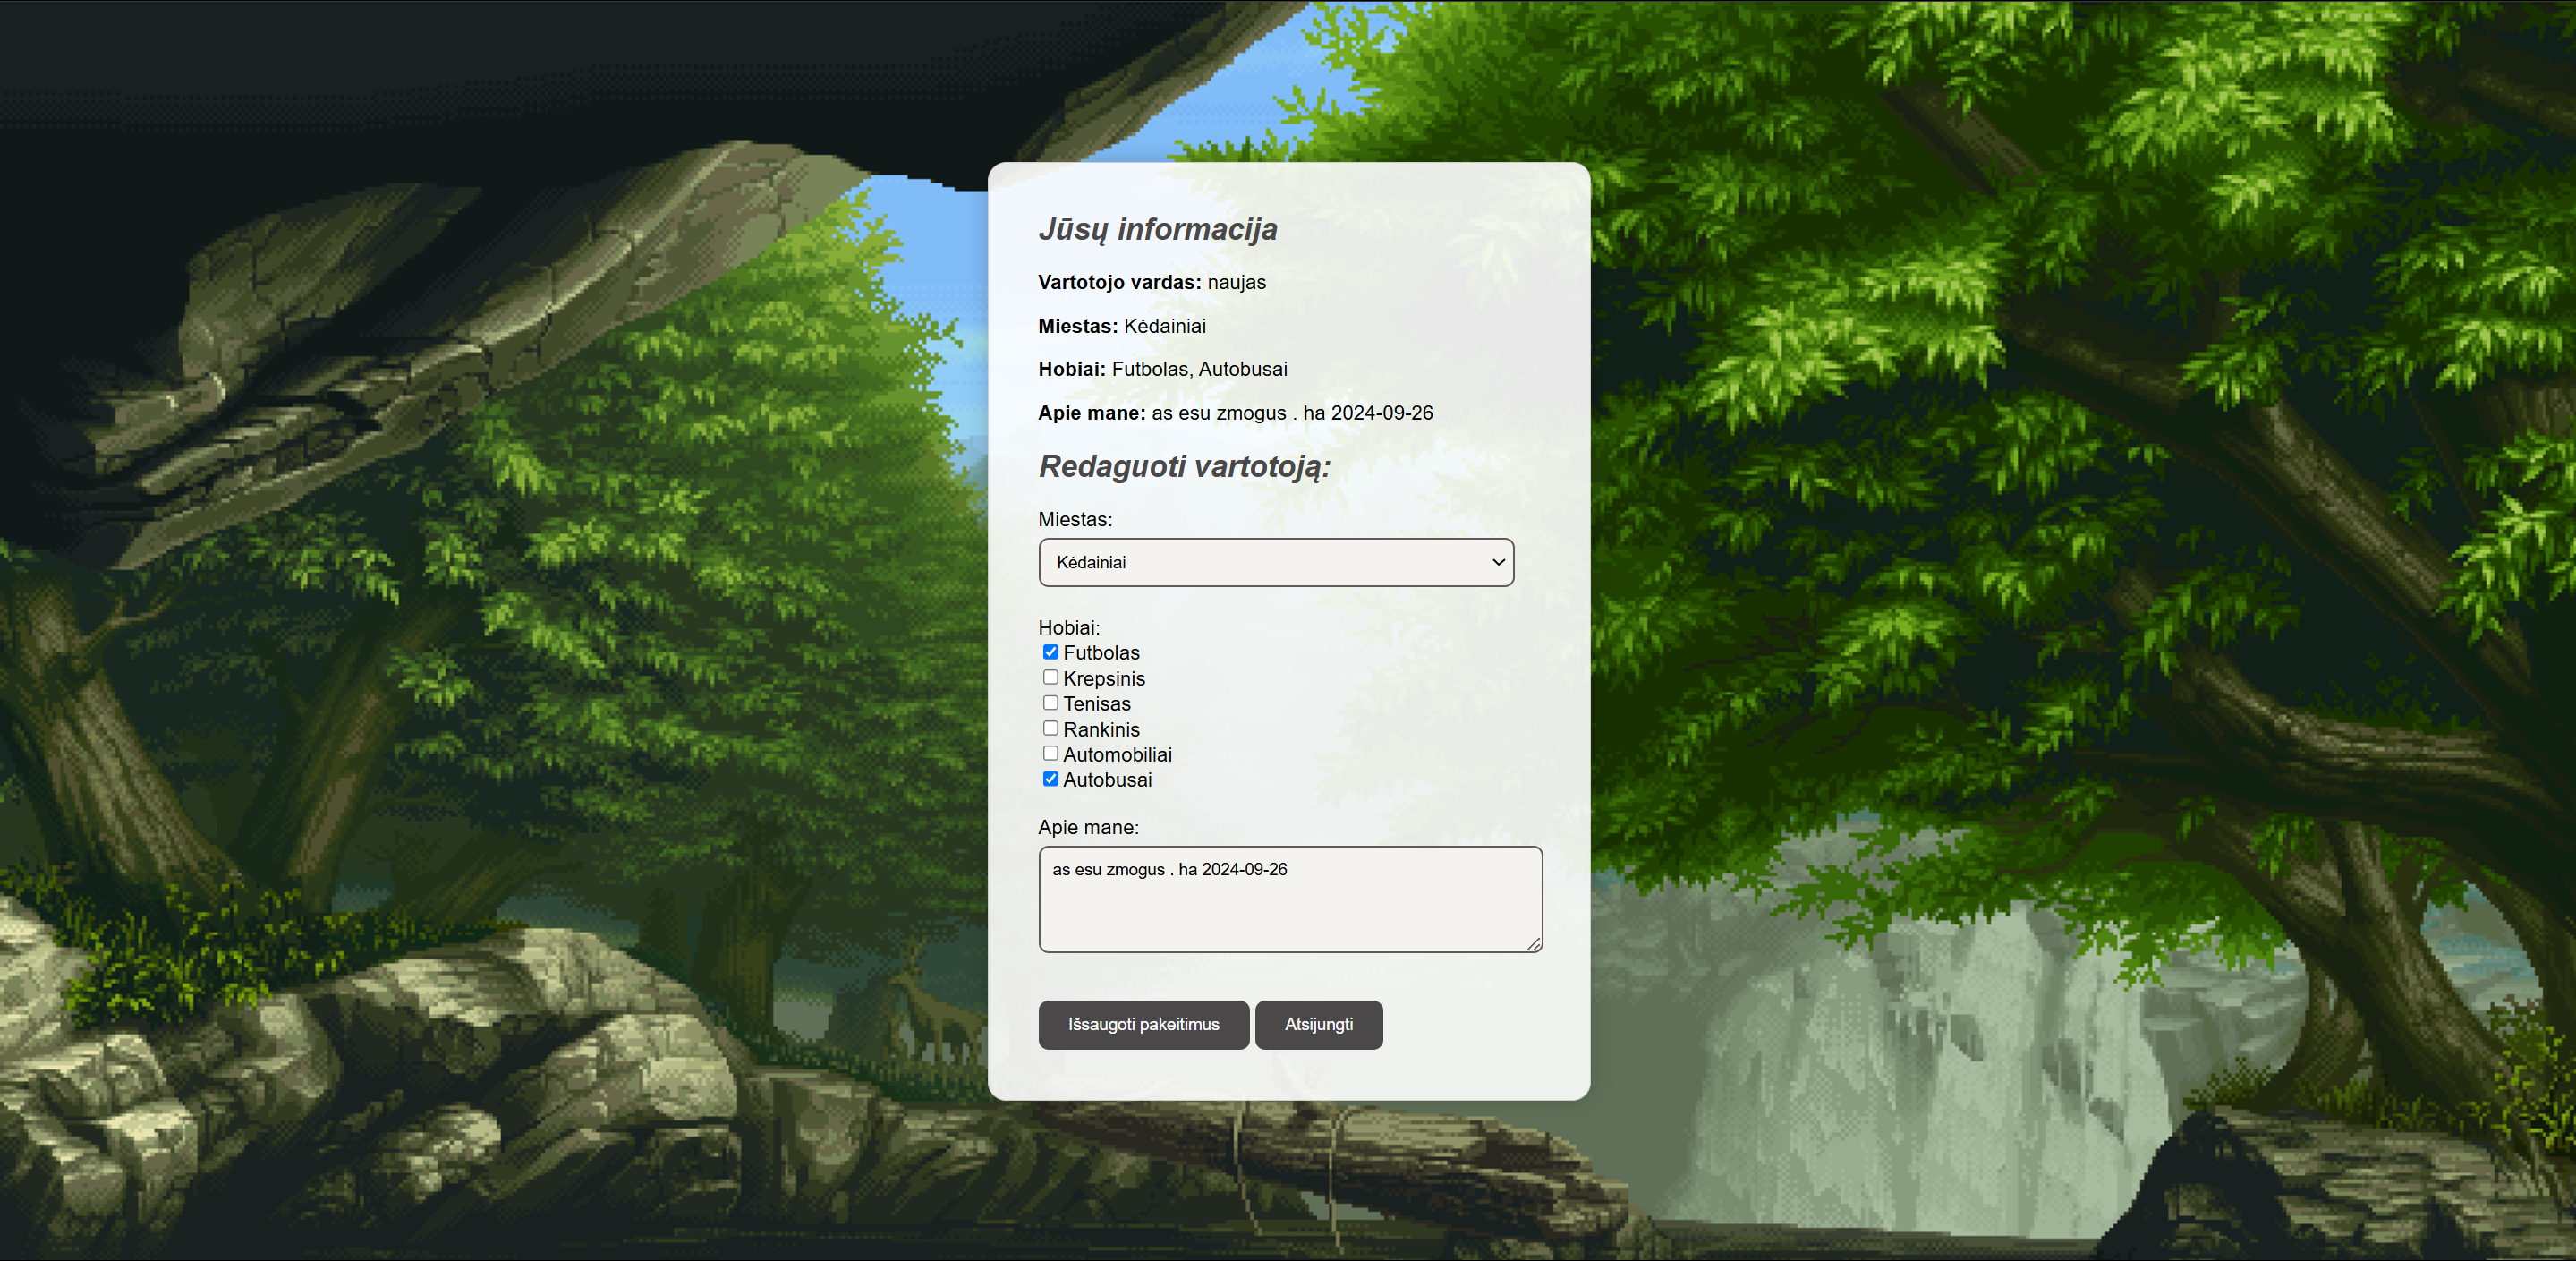 Jūsų informacija
Vartotojo vardas: naujas
Miestas: Kėdainiai
Hobiai: Futbolas, Autobusai
Apie mane: as esu zmogus . ha 2024-09-26
Redaguoti vartotoją:
Miestas:
Kėdainiai
Hobiai:
Futbolas
Krepsinis
Tenisas
Rankinis
Automobiliai
Autobusai
Apie mane:
as esu zmogus . ha 2024-09-26
Išsaugoti pakeitimus Atsijungti